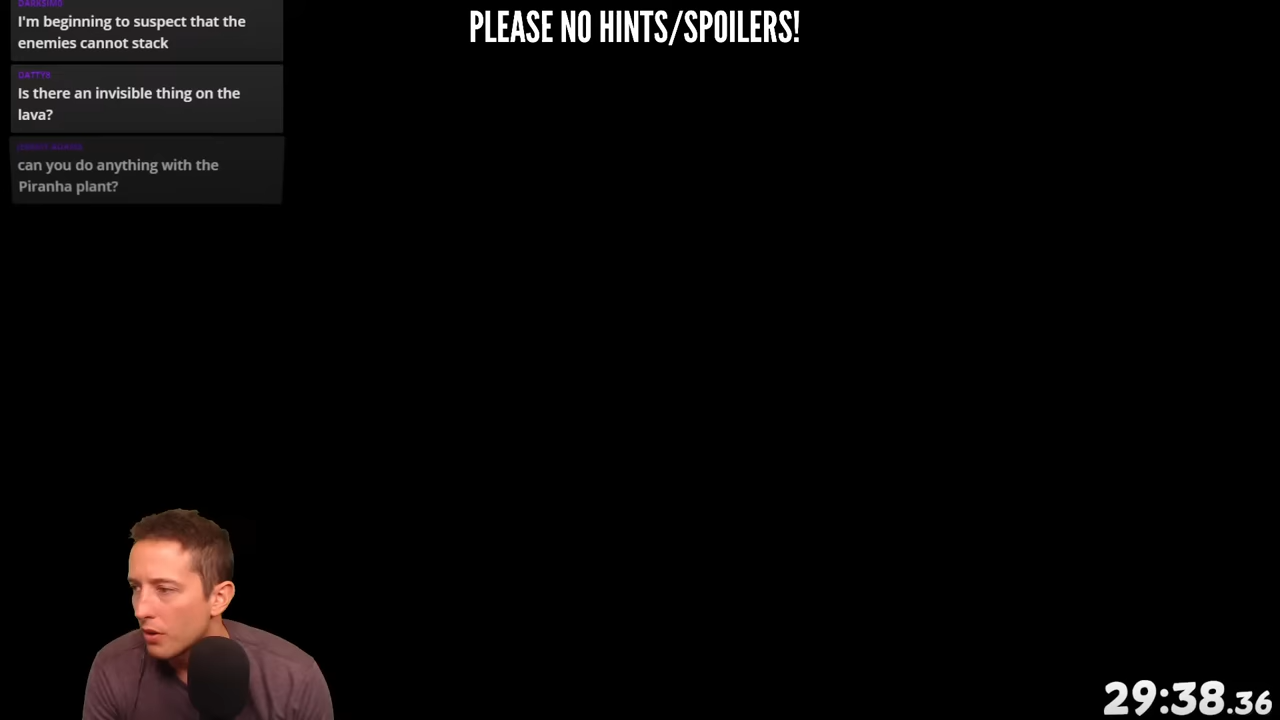 DARKSIMO
I'm beginning to suspect that the
enemies cannot stack
PLEASE NO HINTS/SPOILERS!
Is there an invisible thing on the
lava?
can you do anything with the
Piranha plant?
29:38.36